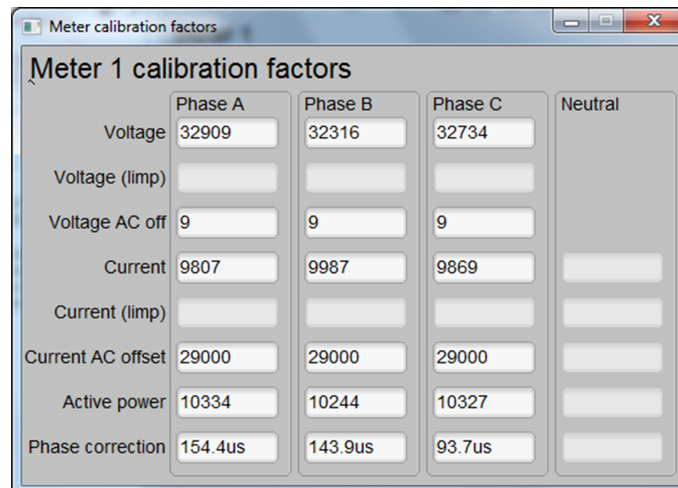 Meter calibration factors
Meter 1 calibration factors
Phase A Phase B Phase C Neutral
Voltage 32909 32316 32734
Voltage (limp)
Voltage AC off 9 9 9
Current 9807 9987 9869
Current (limp)
Current AC offset 29000 29000 29000
Active power 10334 10244 10327
Phase correction 154.4us 143.9us 93.7us